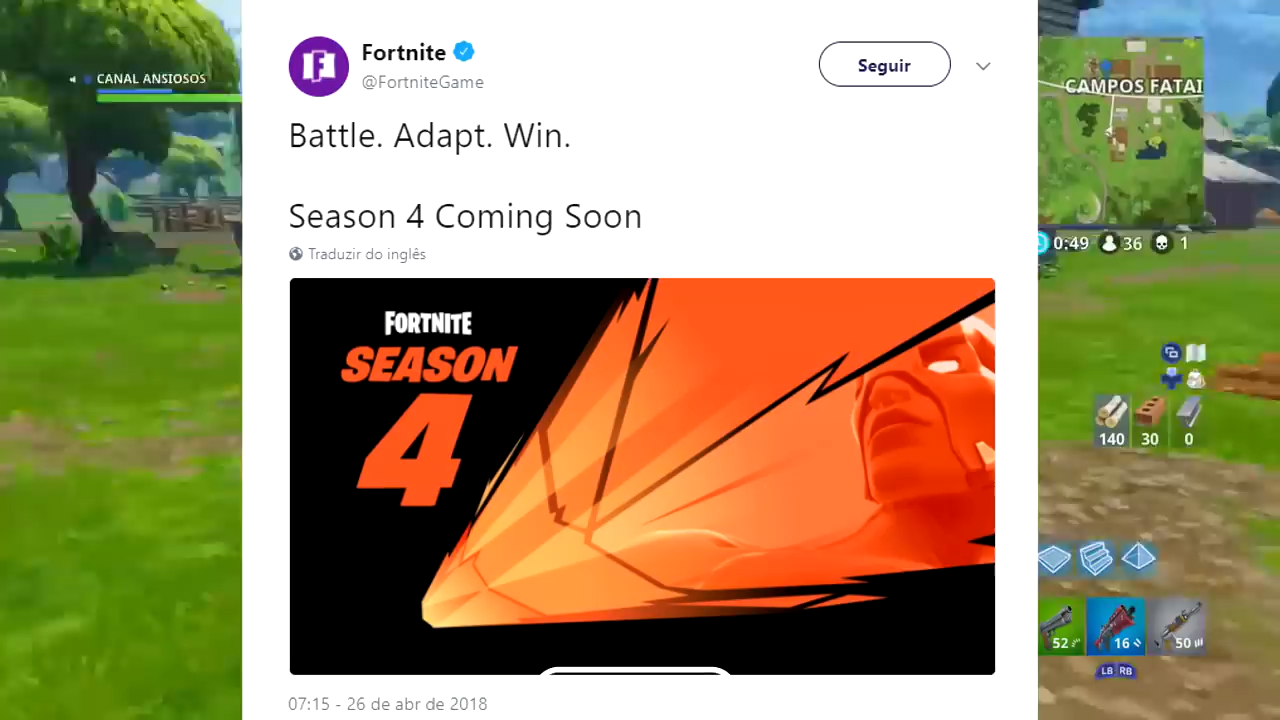 CANAL ANSIOSOS
Fortnite
@FortniteGame
Seguir
Battle. Adapt. Win.
Season 4 Coming Soon
Traduzir do inglês
FORTNITE
SEASON
4
07:15 - 26 de abr de 2018
CAMPOS FATAI
0:49 36 1
140 30 0
52 16 50
LB RB